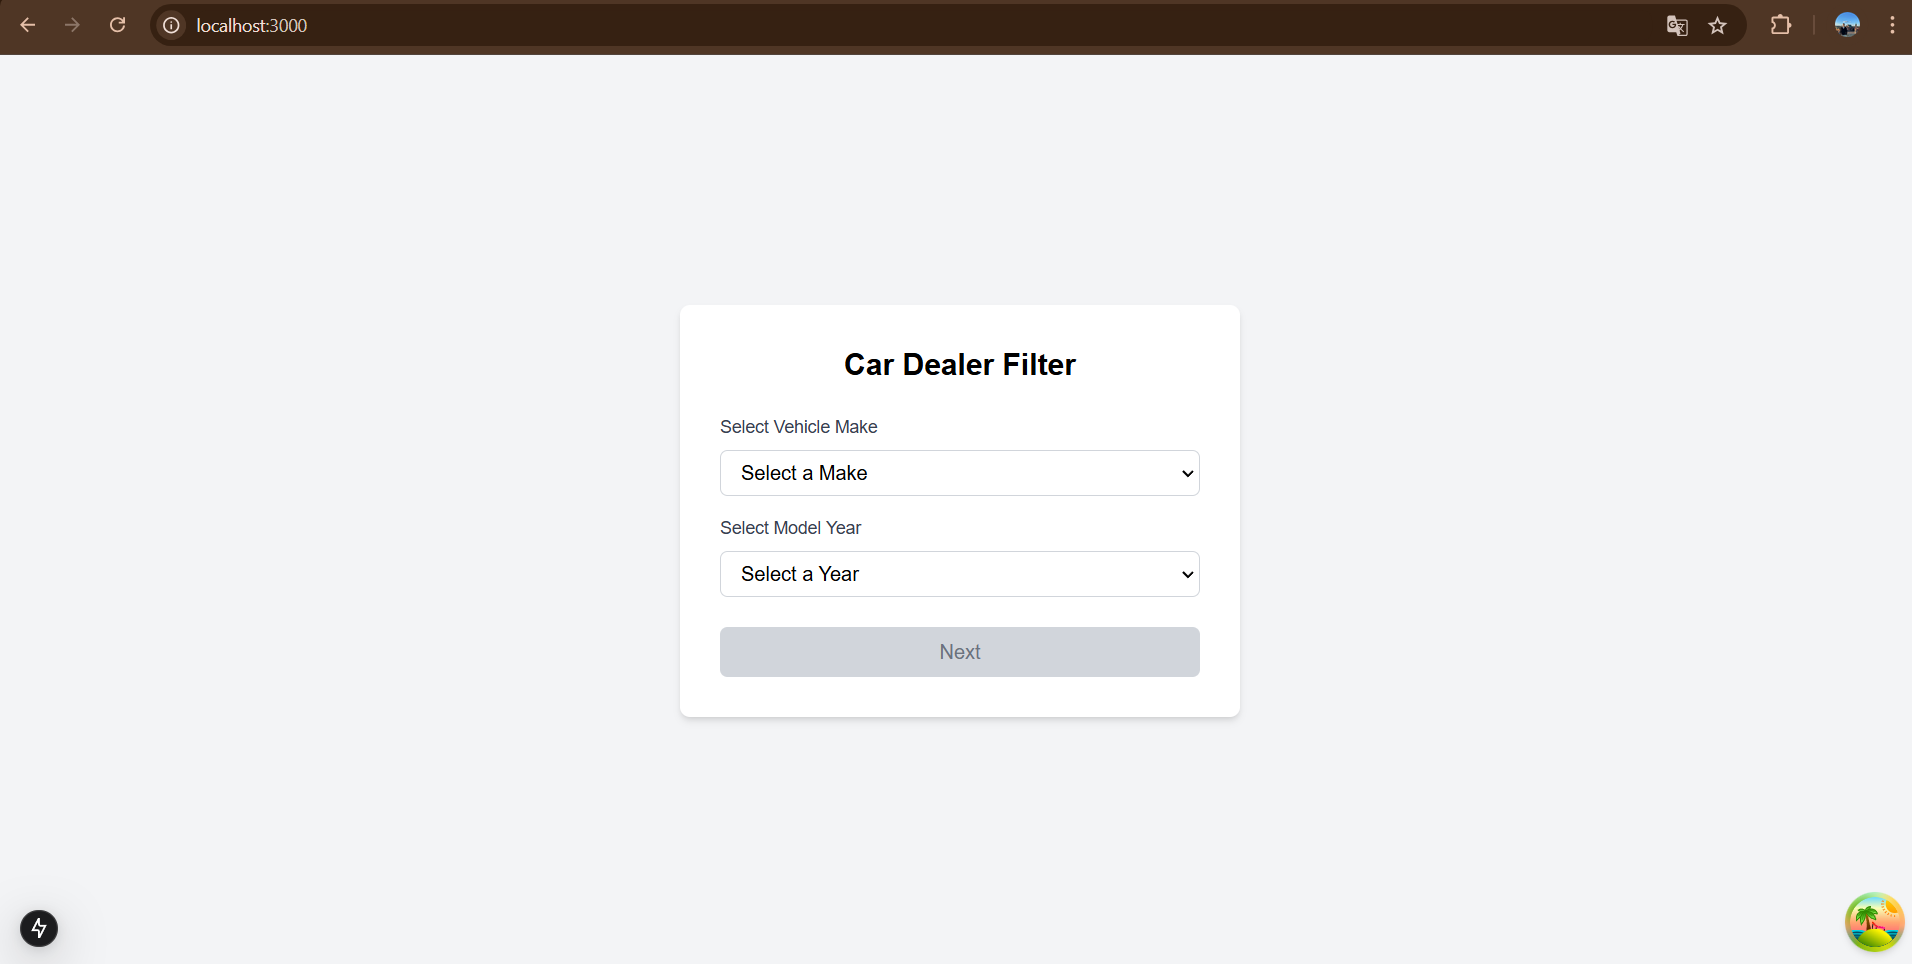 localhost:3000
Car Dealer Filter
Select Vehicle Make
Select a Make
Select Model Year
Select a Year
Next